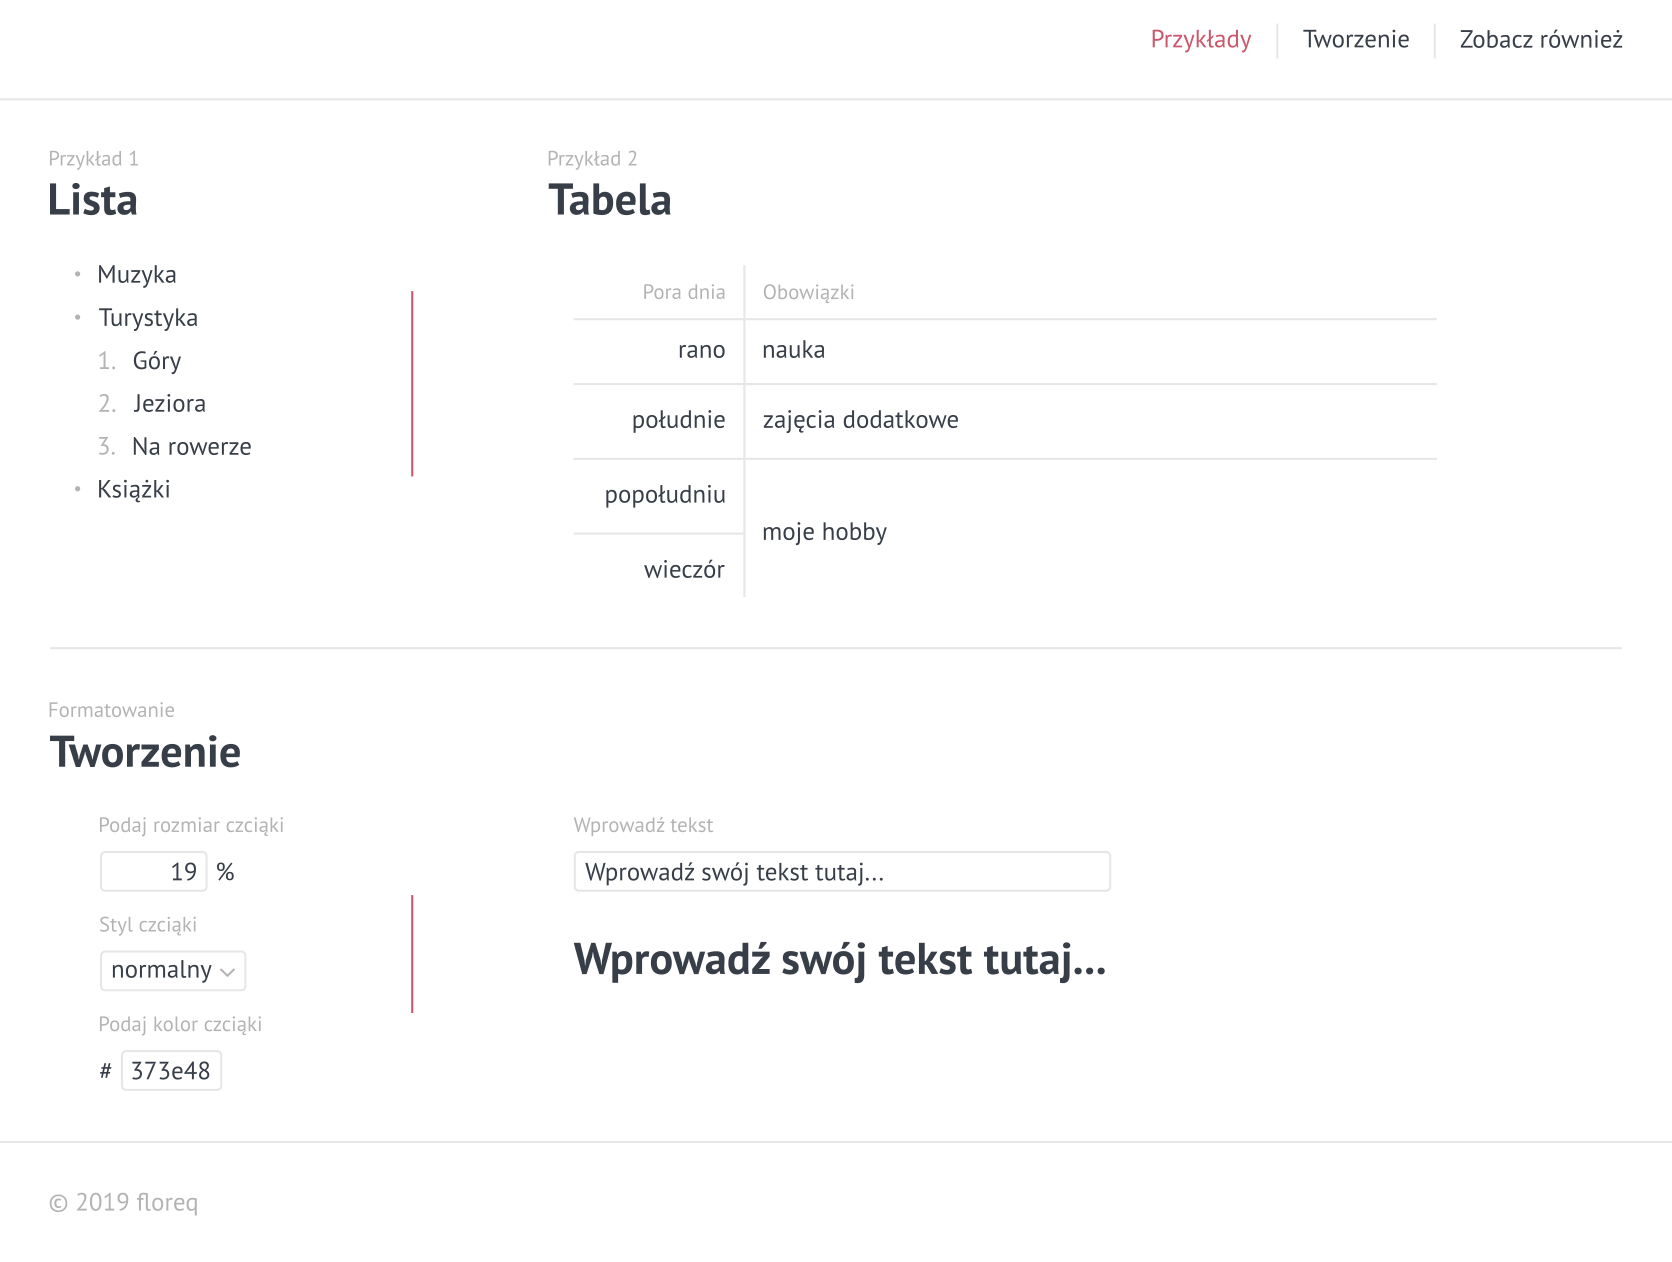 Przykłady
Tworzenie
Zobacz również
Przykład 1
Lista
• Muzyka
• Turystyka
1. Góry
2. Jeziora
3. Na rowerze
• Książki
Przykład 2
Tabela
Pora dnia Obowiązki
rano nauka
południe zajęcia dodatkowe
popołudniu
moje hobby
wieczór
Formatowanie
Tworzenie
Podaj rozmiar czciąki
19 %
Styl czciąki
normalny
Podaj kolor czciąki
# 373e48
Wprowadź tekst
Wprowadź swój tekst tutaj...
Wprowadź swój tekst tutaj...
© 2019 floreq